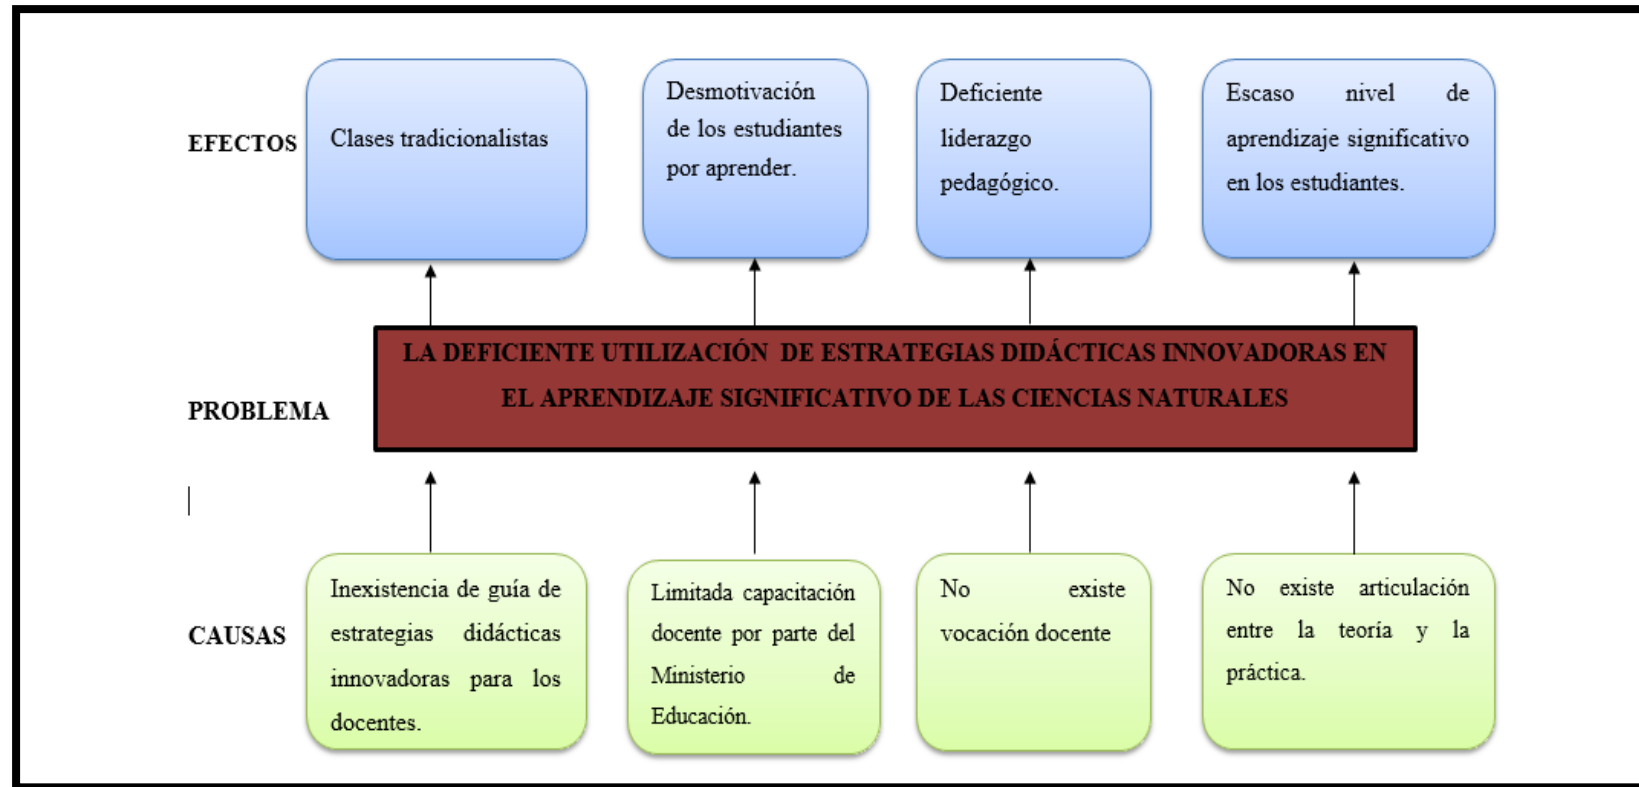 EFECTOS
Clases tradicionalistas
Desmotivación
de los estudiantes
por aprender.
Deficiente
liderazgo
pedagógico.
Escaso nivel de
aprendizaje significativo
en los estudiantes.
PROBLEMA
LA DEFICIENTE UTILIZACIÓN DE ESTRATEGIAS DIDÁCTICAS INNOVADORAS EN
EL APRENDIZAJE SIGNIFICATIVO DE LAS CIENCIAS NATURALES
CAUSAS
Inexistencia de guía de
estrategias didácticas
innovadoras para los
docentes.
Limitada capacitación
docente por parte del
Ministerio de
Educación.
No existe
vocación docente
No existe articulación
entre la teoría y la
práctica.